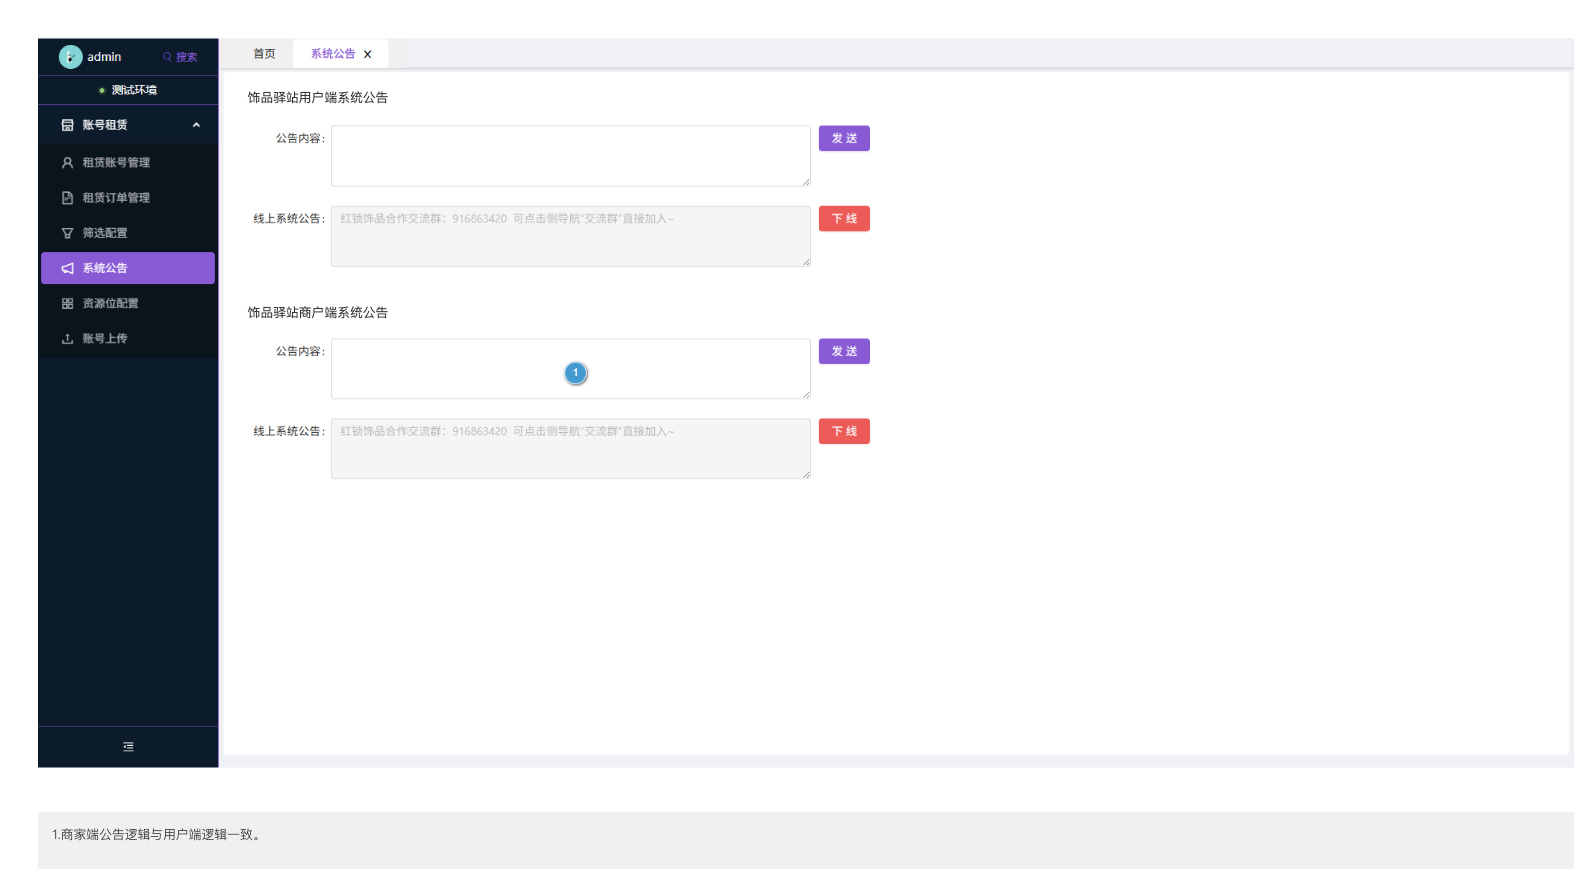 admin 搜索
首页 系统公告 X
测试环境
账号租赁
租赁账号管理
租赁订单管理
筛选配置
系统公告
资源位配置
账号上传
饰品驿站用户端系统公告
公告内容:
发 送
线上系统公告:
红锁饰品合作交流群：916863420 可点击侧导航"交流群"直接加入~
下 线
饰品驿站商户端系统公告
公告内容:
1
发 送
线上系统公告:
红锁饰品合作交流群：916863420 可点击侧导航"交流群"直接加入~
下 线
1.商家端公告逻辑与用户端逻辑一致。